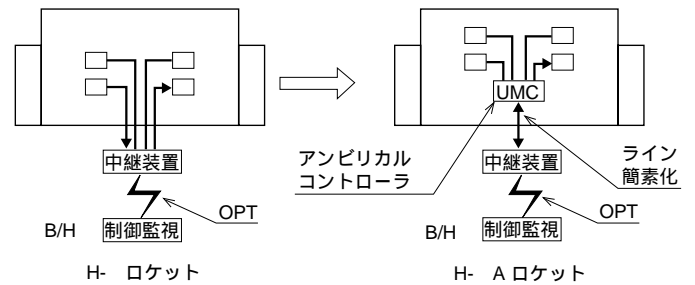 中継装置
OPT
B/H
制御監視
H-　ロケット
UMC
アンビリカル
コントローラ
ライン
簡素化
中継装置
OPT
B/H
制御監視
H-　A ロケット